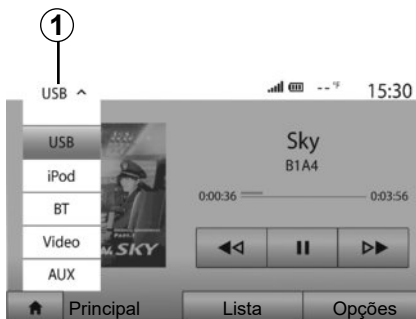 1
USB
-- °F
15:30
USB
iPod
BT
Video
AUX
SKY
Sky
B1A4
0:00:36
0:03:56
Principal
Lista
Opções